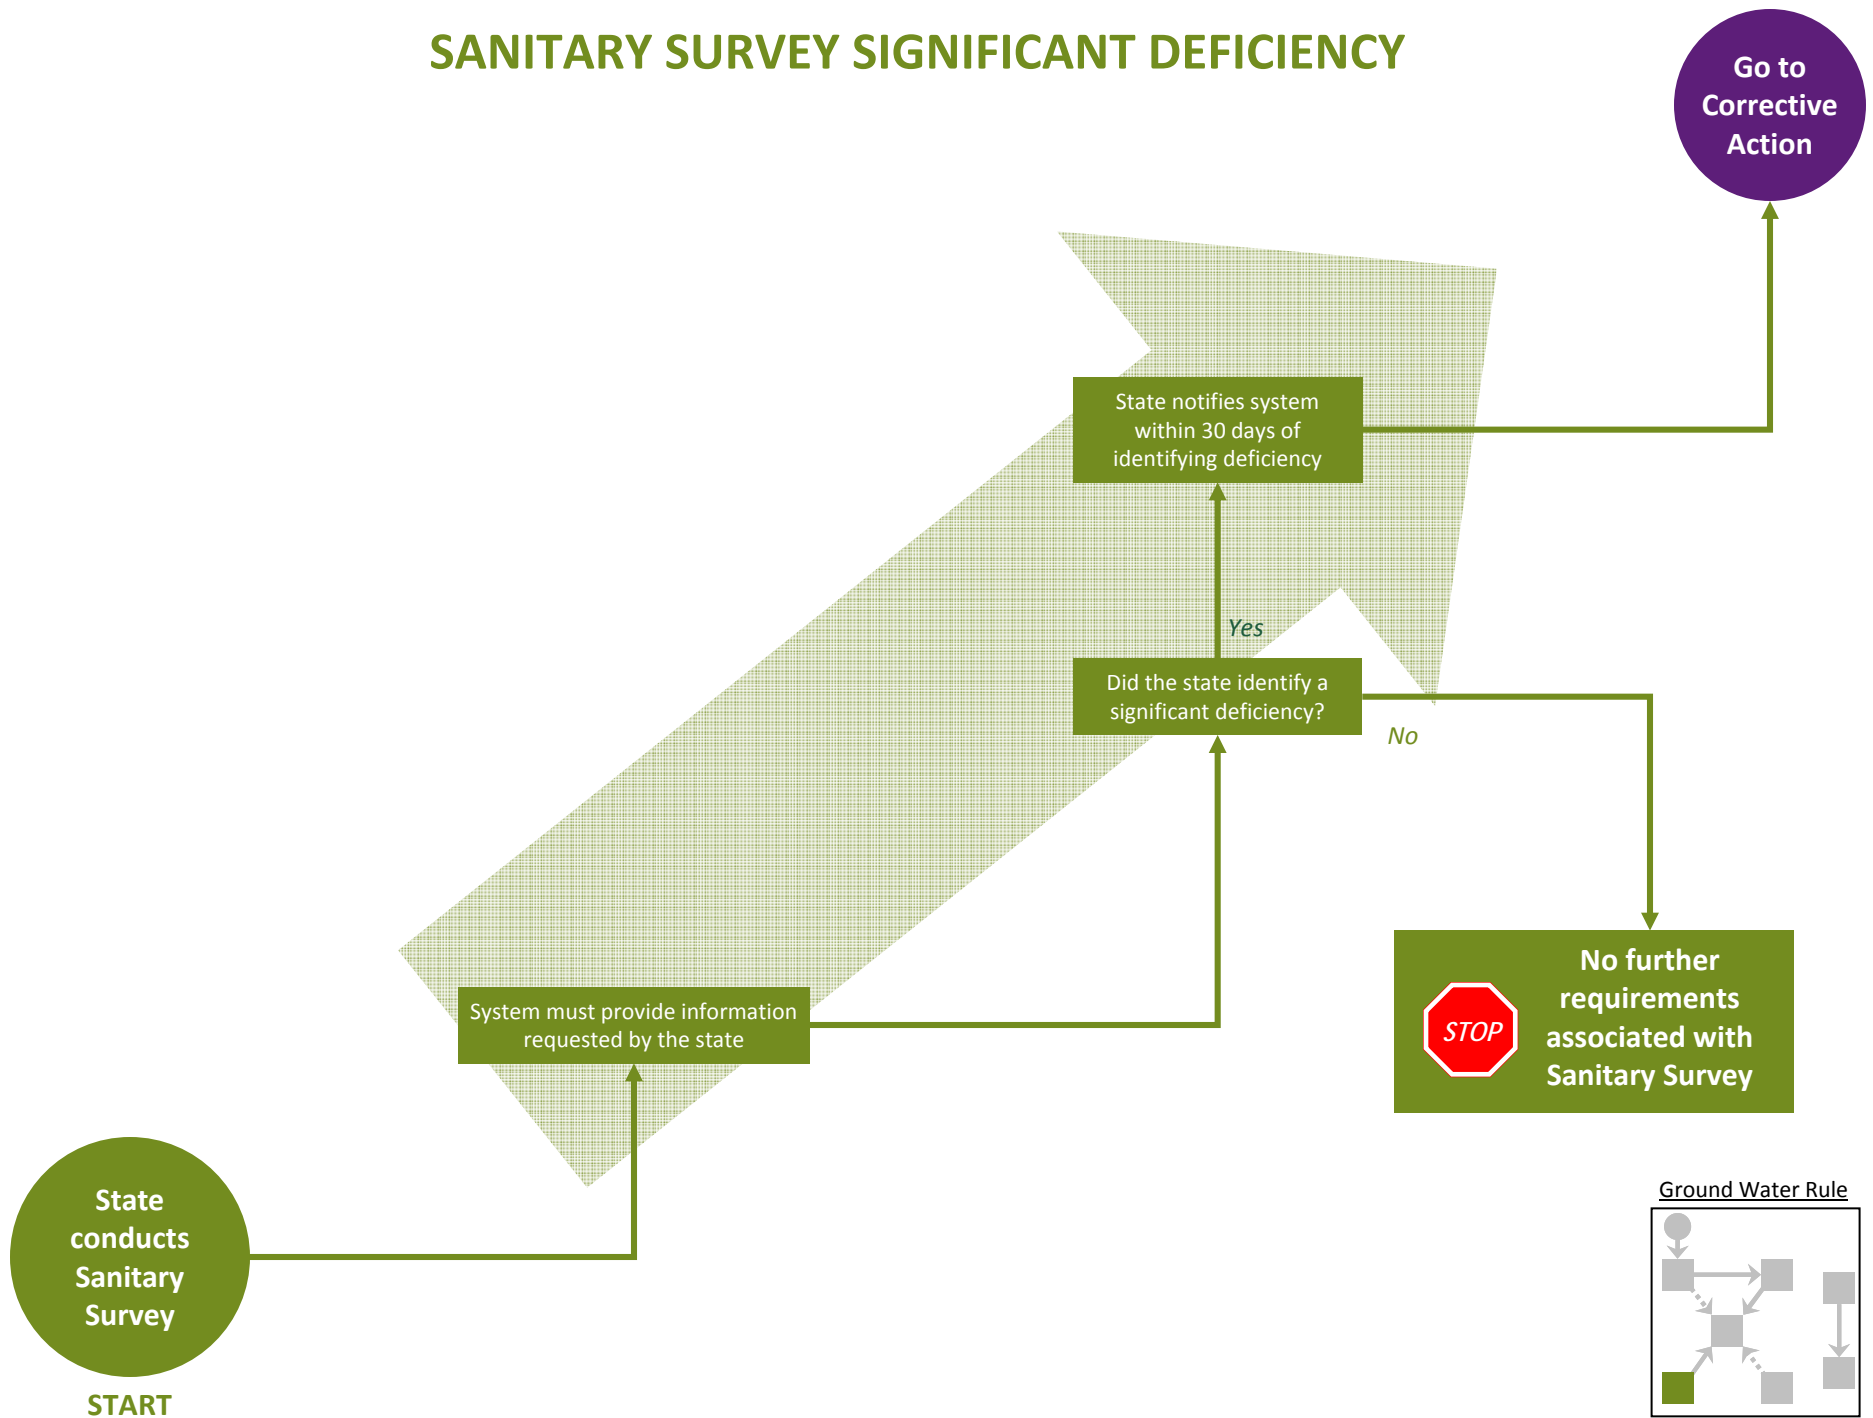 SANITARY SURVEY SIGNIFICANT DEFICIENCY
Go to
Corrective
Action
State notifies system
within 30 days of
identifying deficiency
Yes
Did the state identify a
significant deficiency?
No
No further
requirements
associated with
Sanitary Survey
STOP
System must provide information
requested by the state
State
conducts
Sanitary
Survey
START
Ground Water Rule